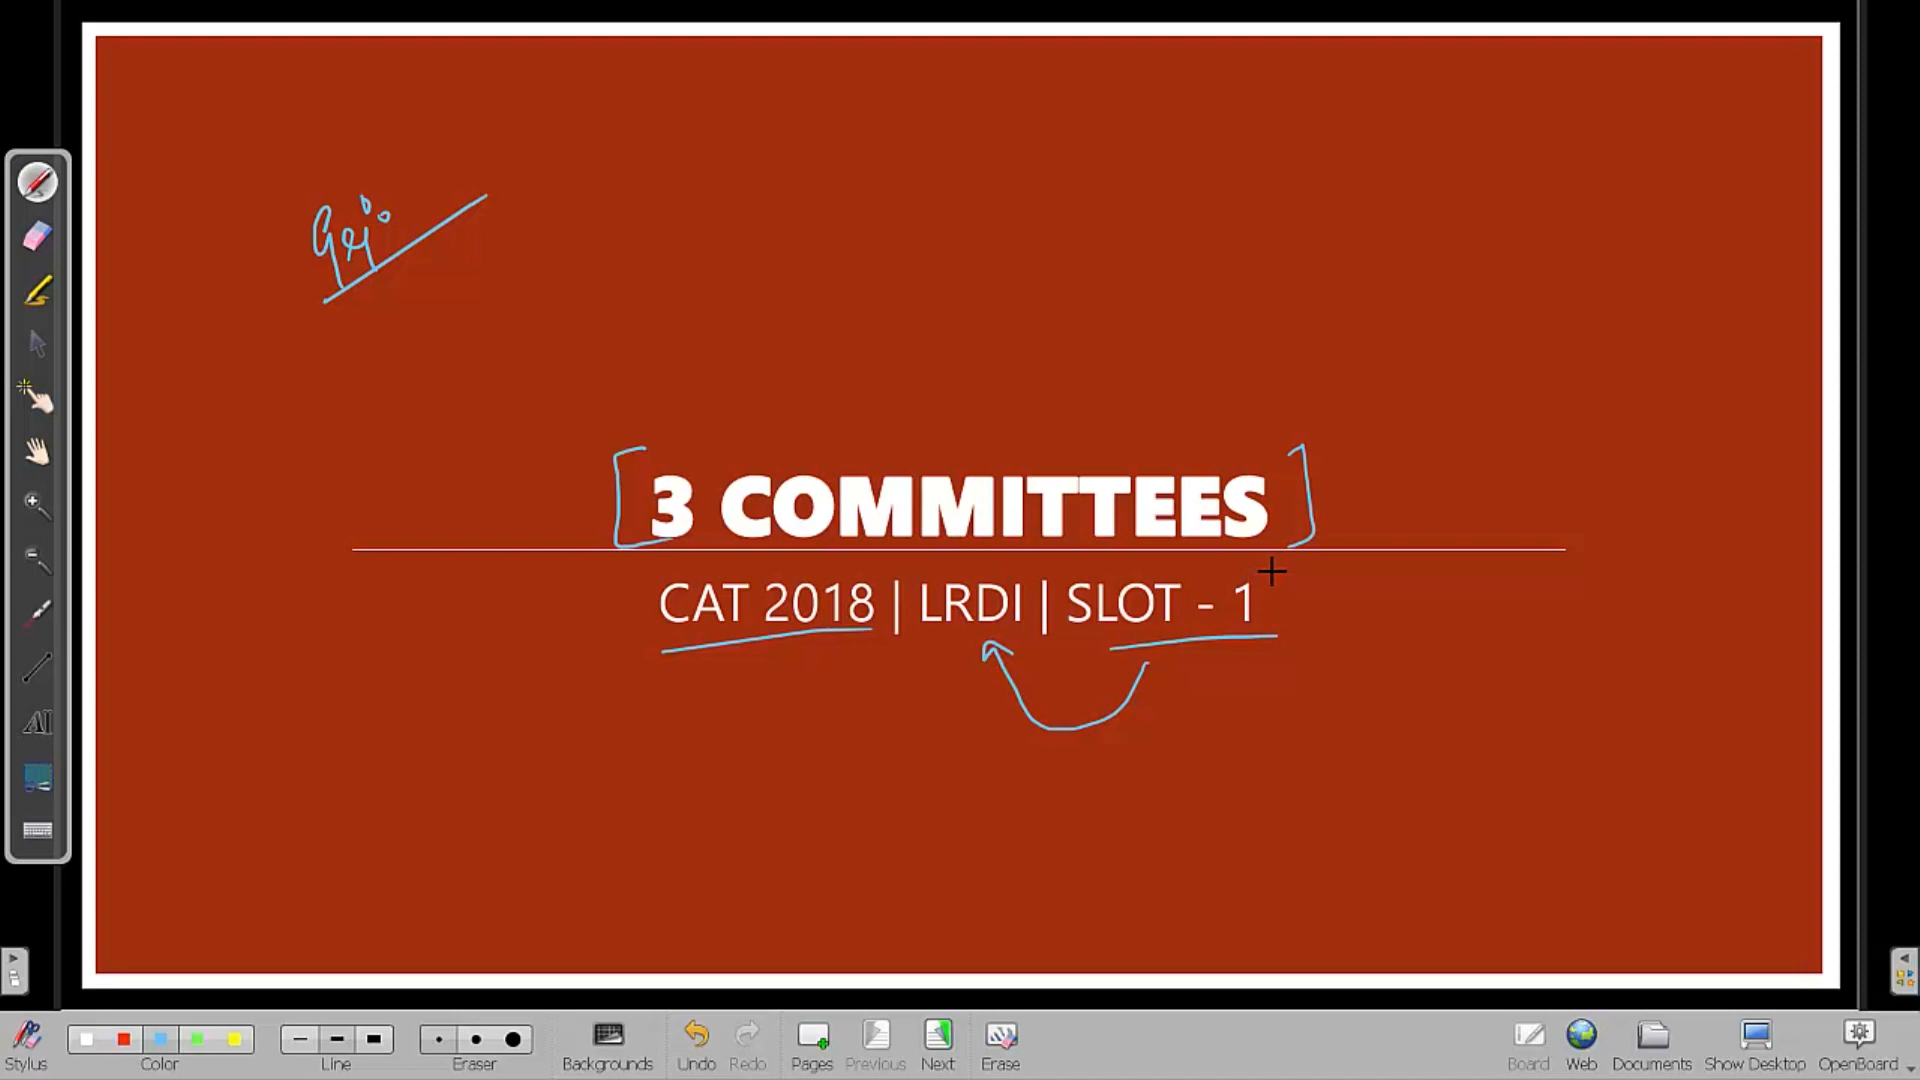 3 COMMITTEES
CAT 2018 | LRDI | SLOT - 1
Stylus
Color
Line
Eraser
Backgrounds
Undo
Redo
Pages
Previous
Next
Erase
Board
Web
Documents
Show Desktop
OpenBoard